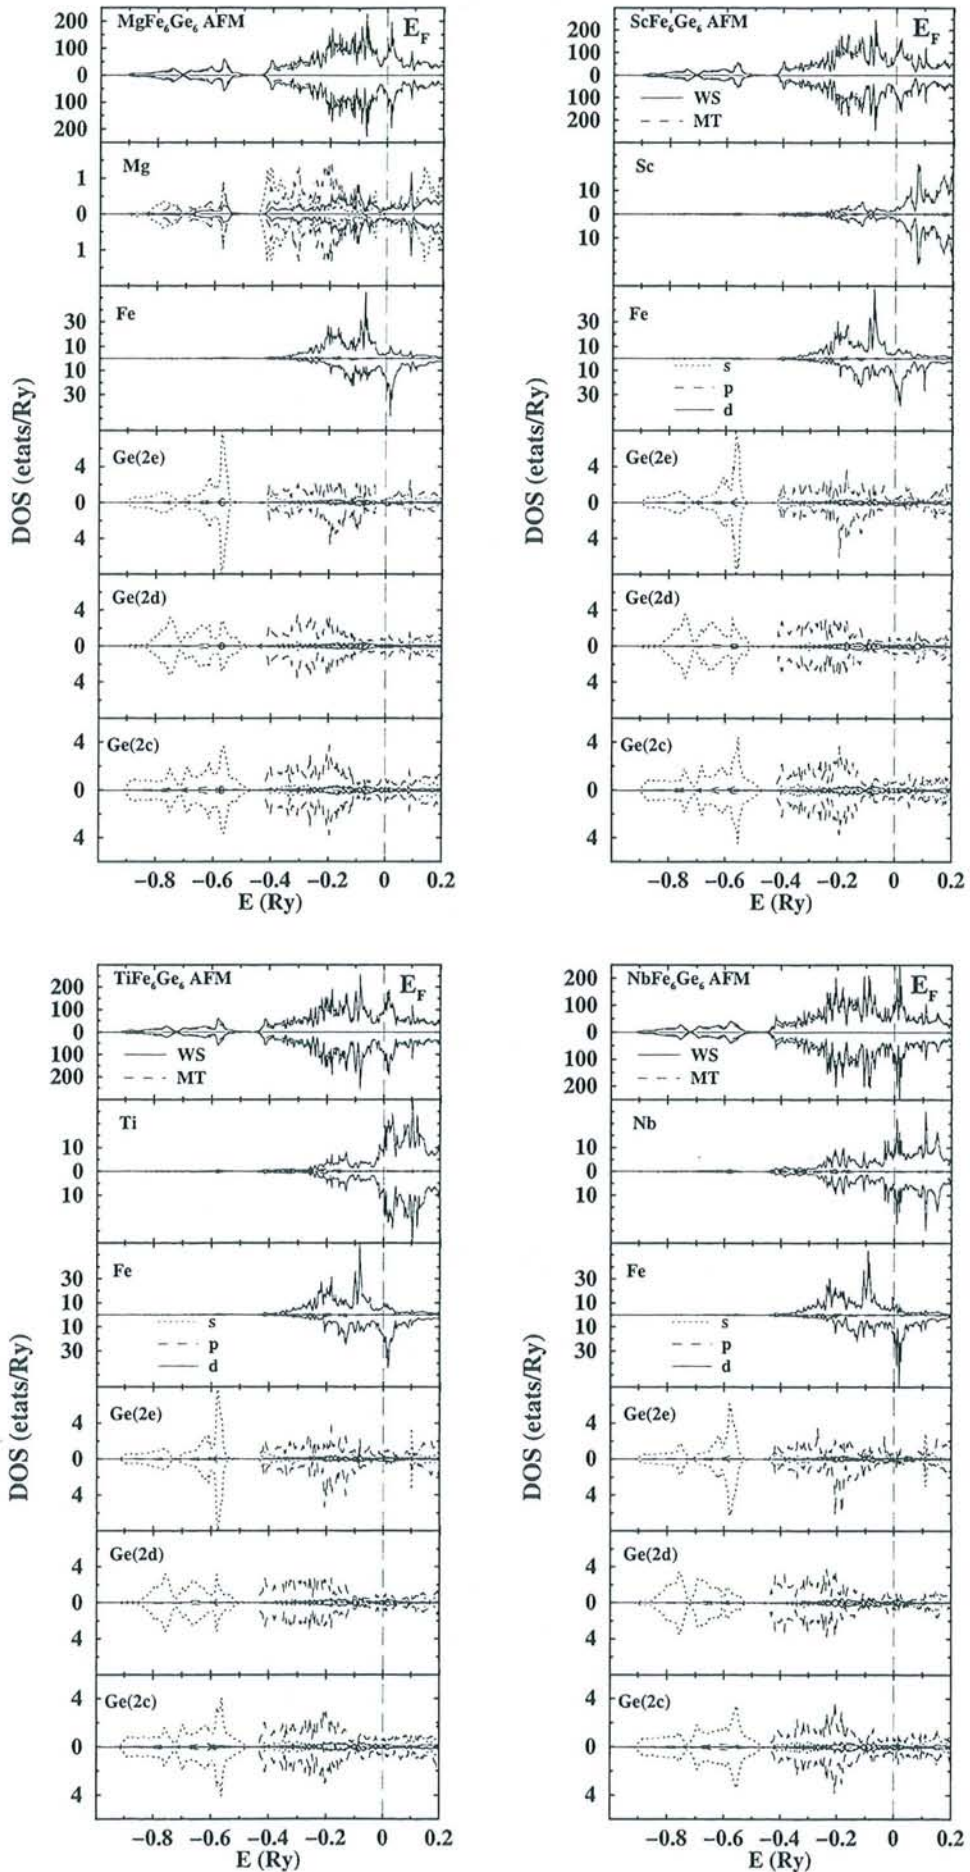 MgFe6Ge6 AFM
EF
200
100
0
100
200
Mg
1
0
1
Fe
30
10
10
30
Ge(2e)
4
0
4
Ge(2d)
4
0
4
Ge(2c)
4
0
4
DOS (etats/Ry)
−0.8 −0.6 −0.4 −0.2 0 0.2
E (Ry)
ScFe6Ge6 AFM
EF
200
100
0
100
200
WS
MT
Sc
10
0
10
Fe
30
10
10
30
s
p
d
Ge(2e)
4
0
4
Ge(2d)
4
0
4
Ge(2c)
4
0
4
DOS (etats/Ry)
−0.8 −0.6 −0.4 −0.2 0 0.2
E (Ry)
TiFe6Ge6 AFM
EF
200
100
0
100
200
WS
MT
Ti
10
0
10
Fe
30
10
10
30
s
p
d
Ge(2e)
4
0
4
Ge(2d)
4
0
4
Ge(2c)
4
0
4
DOS (etats/Ry)
−0.8 −0.6 −0.4 −0.2 0 0.2
E (Ry)
NbFe6Ge6 AFM
EF
200
100
0
100
200
WS
MT
Nb
10
0
10
Fe
30
10
10
30
s
p
d
Ge(2e)
4
0
4
Ge(2d)
4
0
4
Ge(2c)
4
0
4
DOS (etats/Ry)
−0.8 −0.6 −0.4 −0.2 0 0.2
E (Ry)